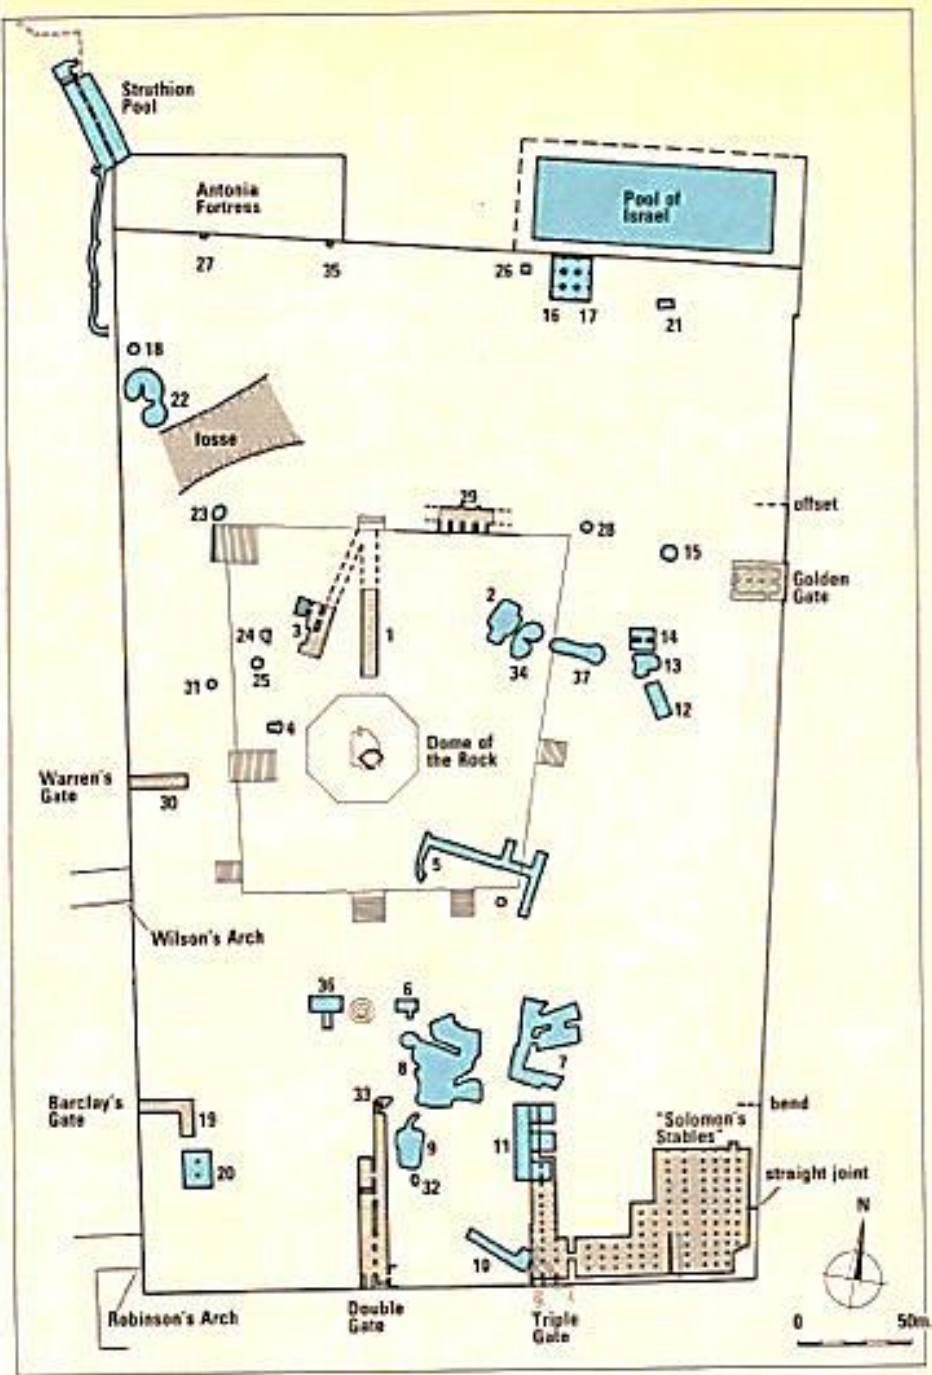 Struthion
Pool
Antonia
Fortress
Pool of
Israel
27
35
26
16 17
21
18
22
fosse
23
29
28
offset
15
Golden
Gate
2
3
24
1
14
34
37
13
25
31
12
4
Dome of
the Rock
Warren's
Gate
30
5
Wilson's Arch
36
6
8
7
33
Barclay's
Gate
19
bend
"Solomon's
Stables"
11
9
20
32
straight joint
N
10
Robinson's Arch
Double
Gate
Triple
Gate
0 50m.